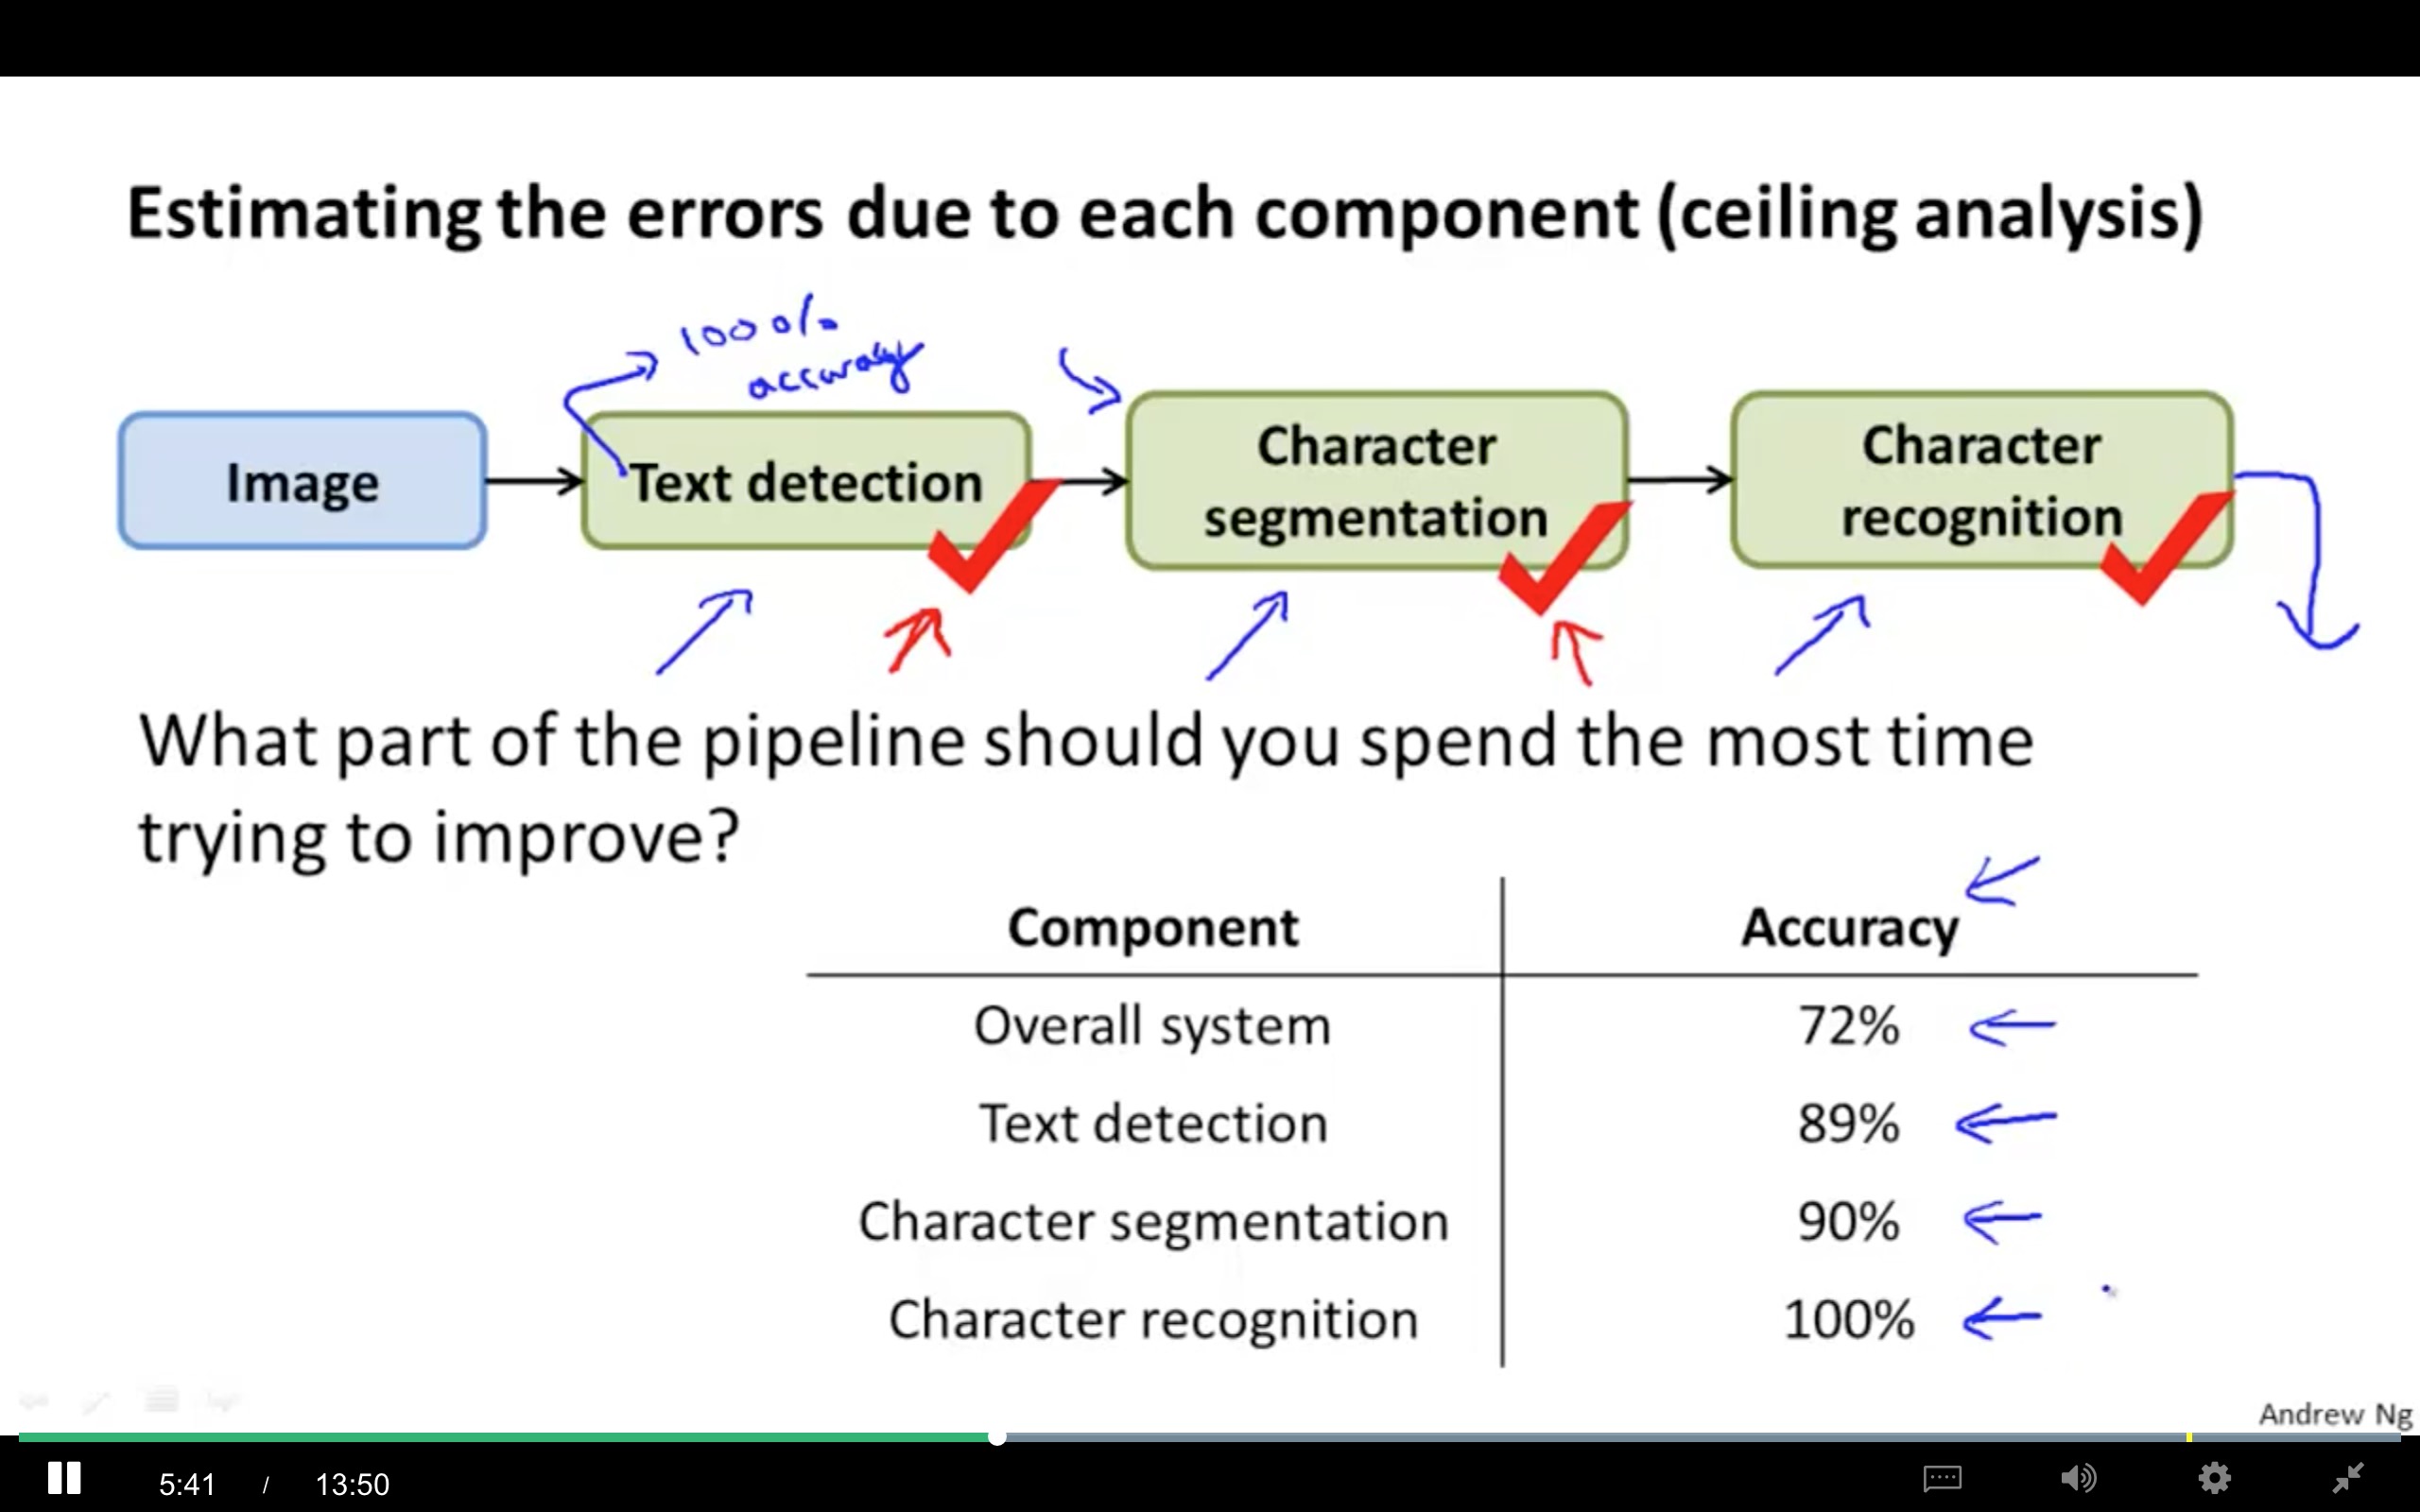 Estimating the errors due to each component (ceiling analysis)
100%
accuracy
Image
Text detection
Character
segmentation
Character
recognition
What part of the pipeline should you spend the most time
trying to improve?
Component Accuracy
Overall system 72%
Text detection 89%
Character segmentation 90%
Character recognition 100%
Andrew Ng
5:41 / 13:50